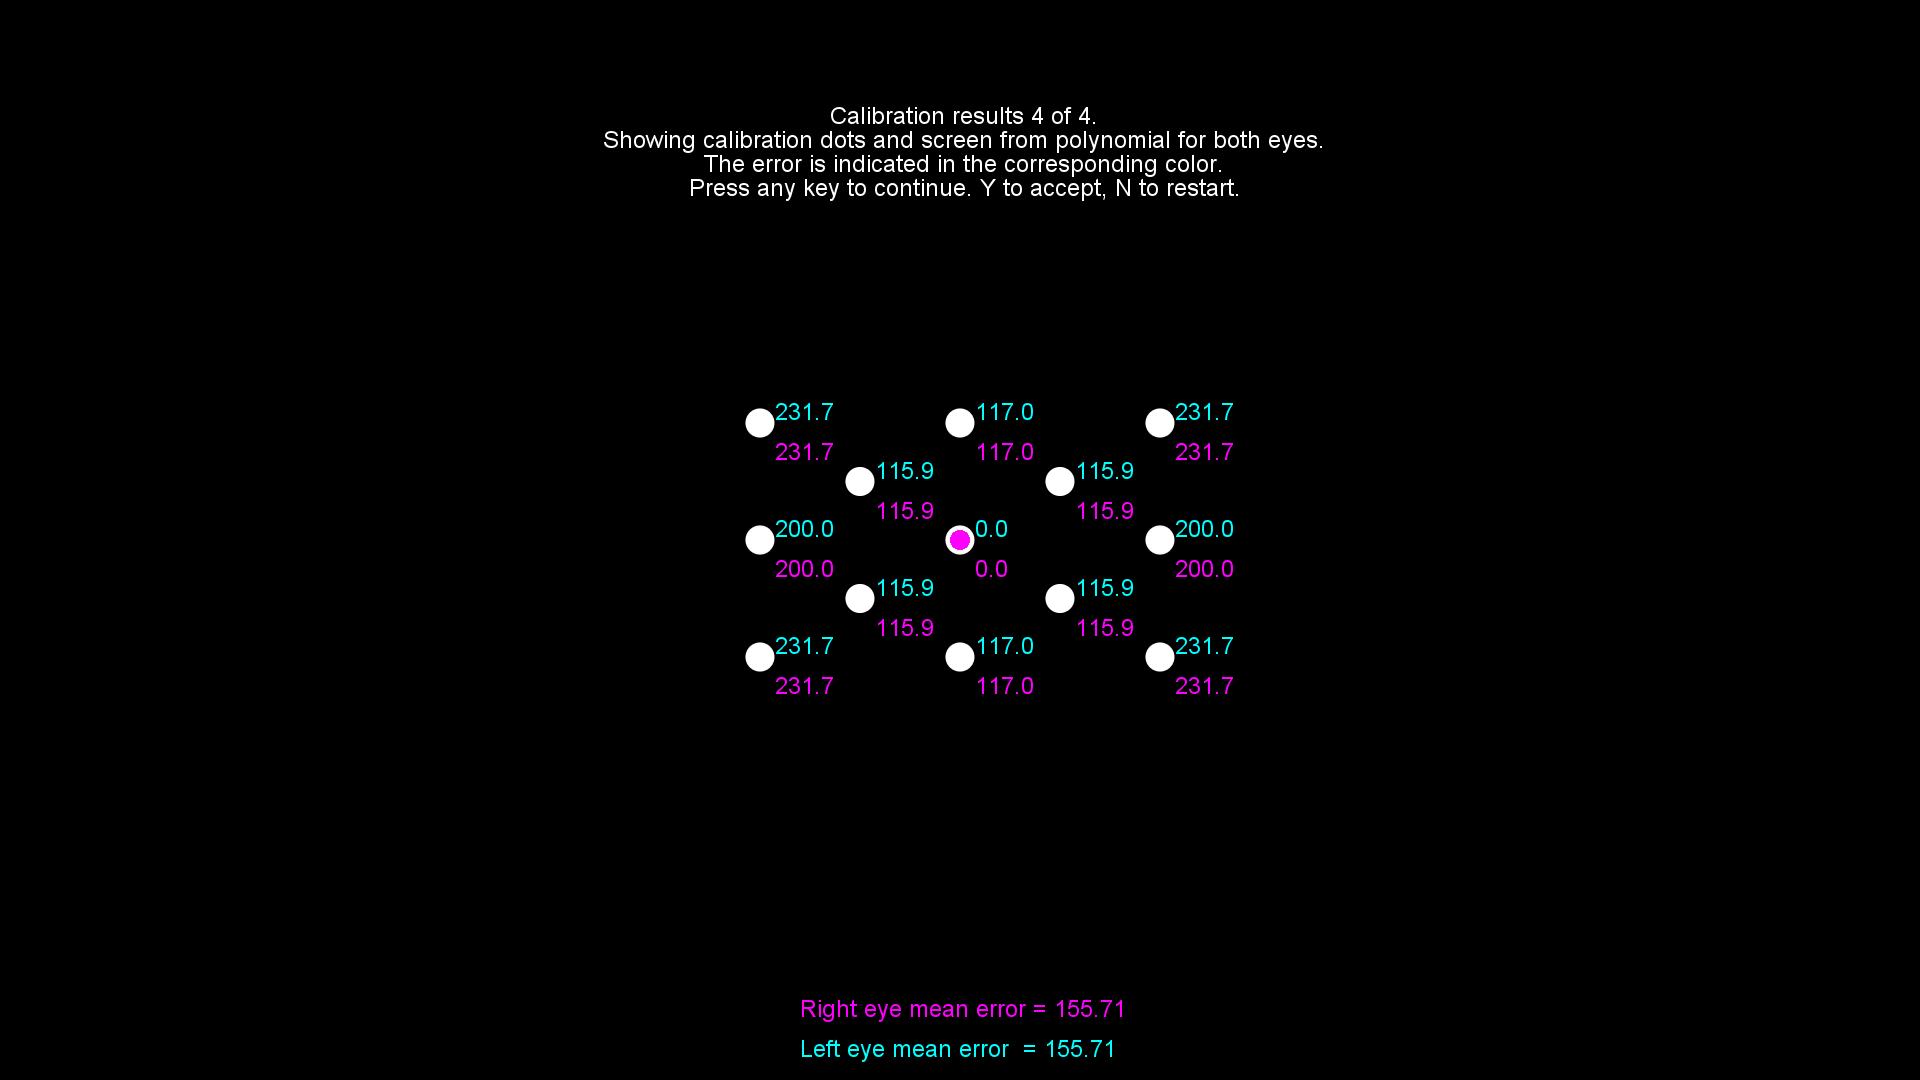 Calibration results 4 of 4.
Showing calibration dots and screen from polynomial for both eyes.
The error is indicated in the corresponding color.
Press any key to continue. Y to accept, N to restart.
231.7 117.0 231.7
231.7 117.0 231.7
115.9 115.9
115.9 115.9
200.0 0.0 200.0
200.0 0.0 200.0
115.9 115.9
115.9 115.9
231.7 117.0 231.7
231.7 117.0 231.7
Right eye mean error = 155.71
Left eye mean error  = 155.71